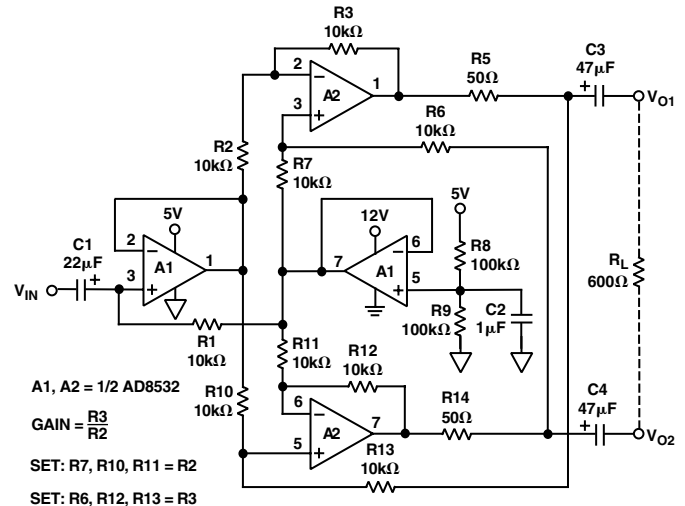 R3
10kΩ
2
A2
1
3
R5
50Ω
C3
47µF
+
VO1
R6
10kΩ
R2
10kΩ
R7
10kΩ
5V
12V
5V
C1
22µF
+
VIN
2
3
A1
1
7
A1
6
5
R8
100kΩ
R9
100kΩ
C2
1µF
RL
600Ω
R1
10kΩ
R11
10kΩ
R12
10kΩ
R10
10kΩ
6
5
A2
7
R14
50Ω
C4
47µF
+
VO2
R13
10kΩ
A1, A2 = 1/2 AD8532
GAIN = R3
R2
SET: R7, R10, R11 = R2
SET: R6, R12, R13 = R3